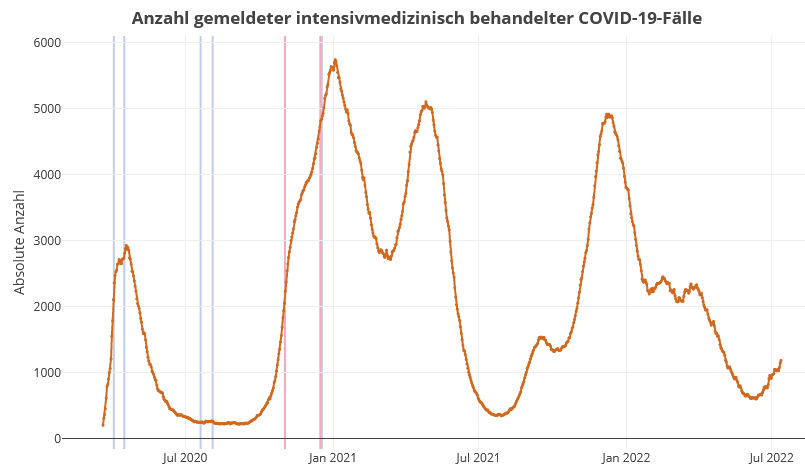 Anzahl gemeldeter intensivmedizinisch behandelter COVID-19-Fälle
Absolute Anzahl
6000
5000
4000
3000
2000
1000
0
Jul 2020
Jan 2021
Jul 2021
Jan 2022
Jul 2022